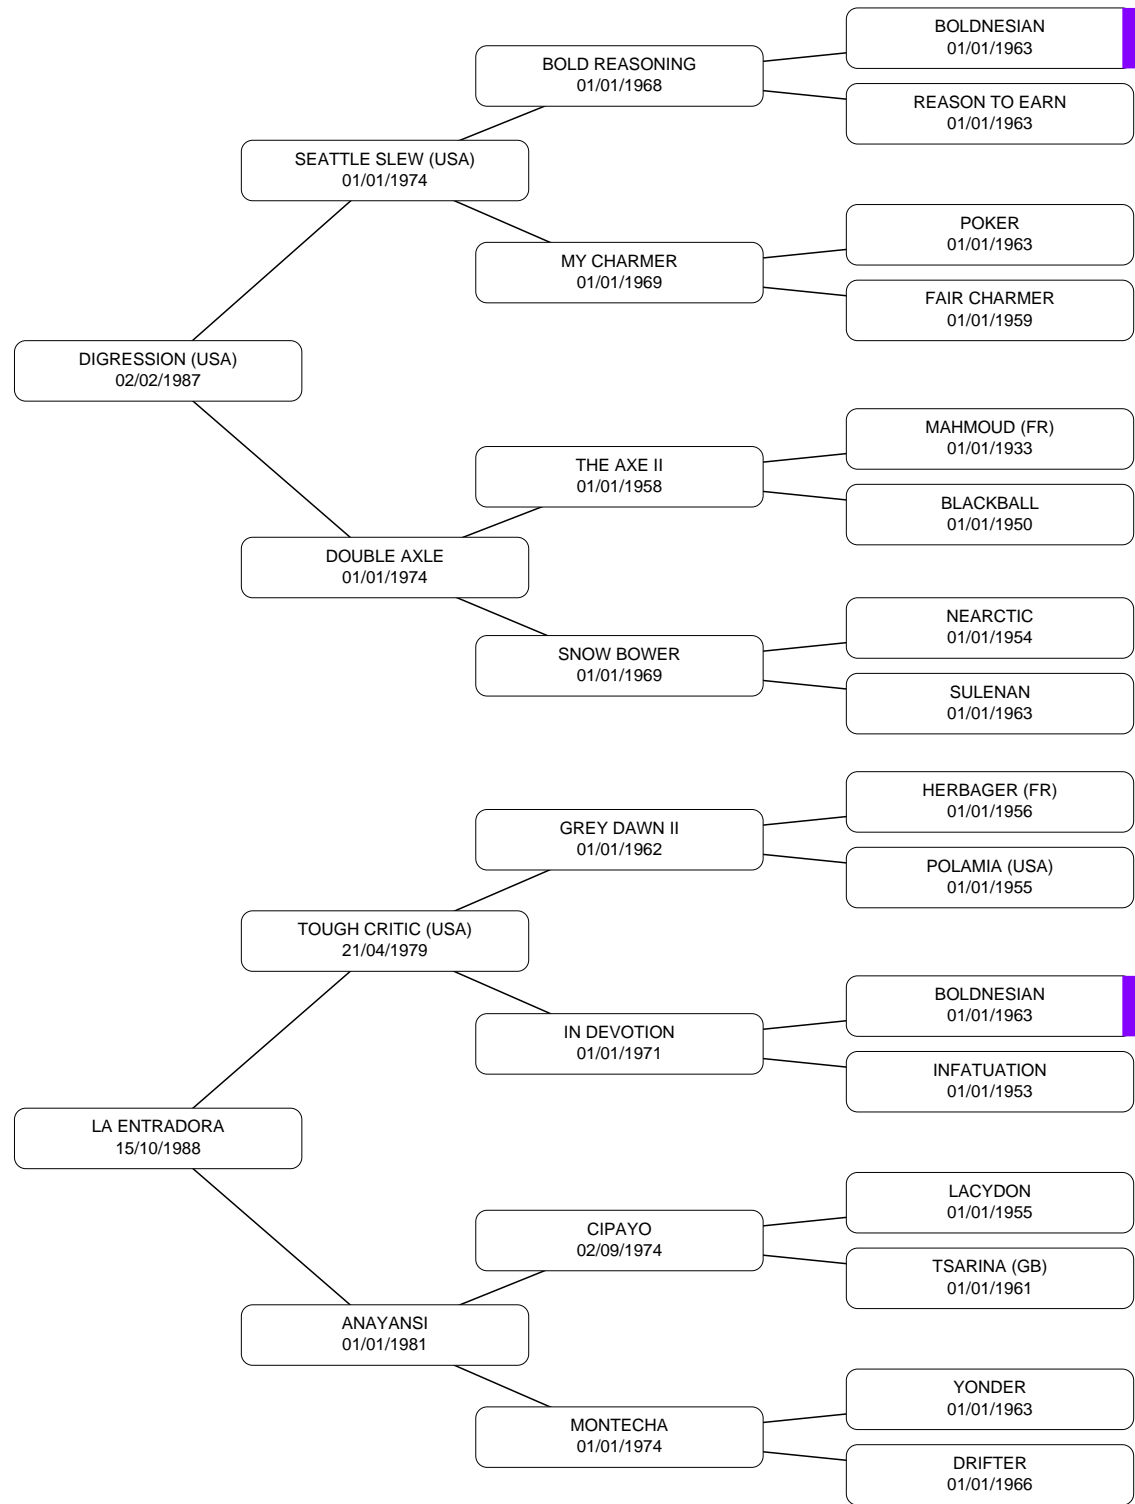 BOLDNESIAN
01/01/1963
BOLD REASONING
01/01/1968
REASON TO EARN
01/01/1963
SEATTLE SLEW (USA)
01/01/1974
POKER
01/01/1963
MY CHARMER
01/01/1969
FAIR CHARMER
01/01/1959
DIGRESSION (USA)
02/02/1987
MAHMOUD (FR)
01/01/1933
THE AXE II
01/01/1958
BLACKBALL
01/01/1950
DOUBLE AXLE
01/01/1974
NEARCTIC
01/01/1954
SNOW BOWER
01/01/1969
SULENAN
01/01/1963
HERBAGER (FR)
01/01/1956
GREY DAWN II
01/01/1962
POLAMIA (USA)
01/01/1955
TOUGH CRITIC (USA)
21/04/1979
BOLDNESIAN
01/01/1963
IN DEVOTION
01/01/1971
INFATUATION
01/01/1953
LA ENTRADORA
15/10/1988
LACYDON
01/01/1955
CIPAYO
02/09/1974
TSARINA (GB)
01/01/1961
ANAYANSI
01/01/1981
YONDER
01/01/1963
MONTECHA
01/01/1974
DRIFTER
01/01/1966